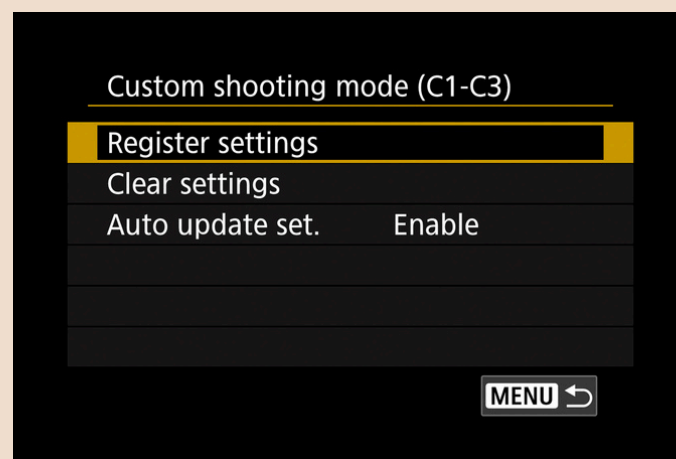 Custom shooting mode (C1-C3)
Register settings
Clear settings
Auto update set. Enable
MENU